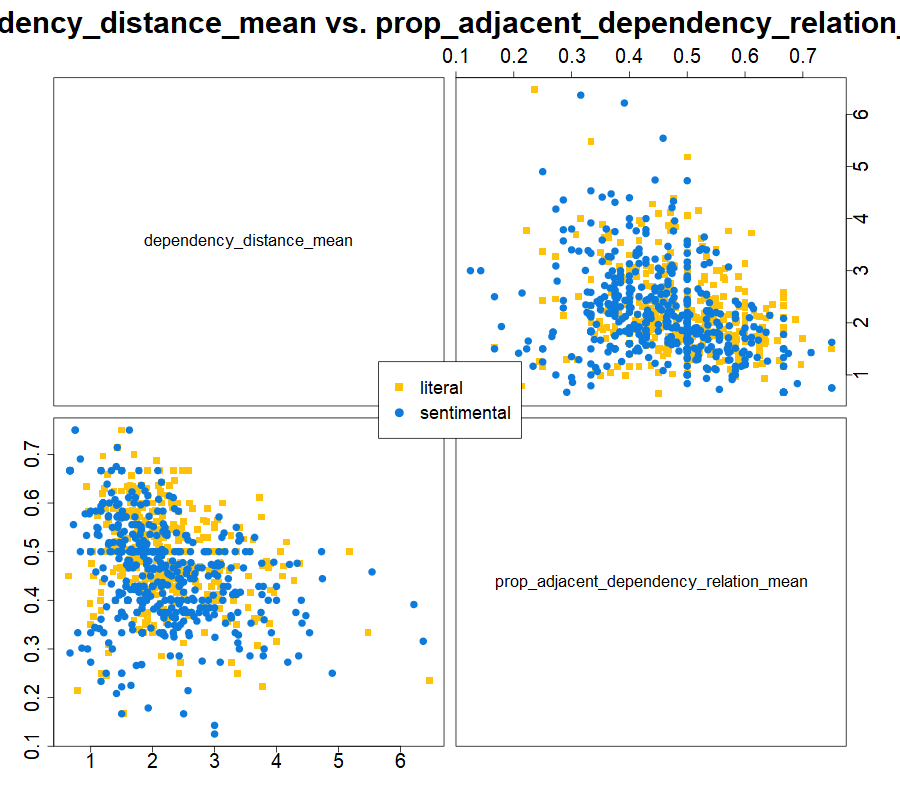 dency_distance_mean vs. prop_adjacent_dependency_relation_
0.1 0.2 0.3 0.4 0.5 0.6 0.7
dependency_distance_mean
6
5
4
3
2
1
literal
sentimental
0.7
0.6
0.5
0.4
0.3
0.2
0.1
prop_adjacent_dependency_relation_mean
1 2 3 4 5 6